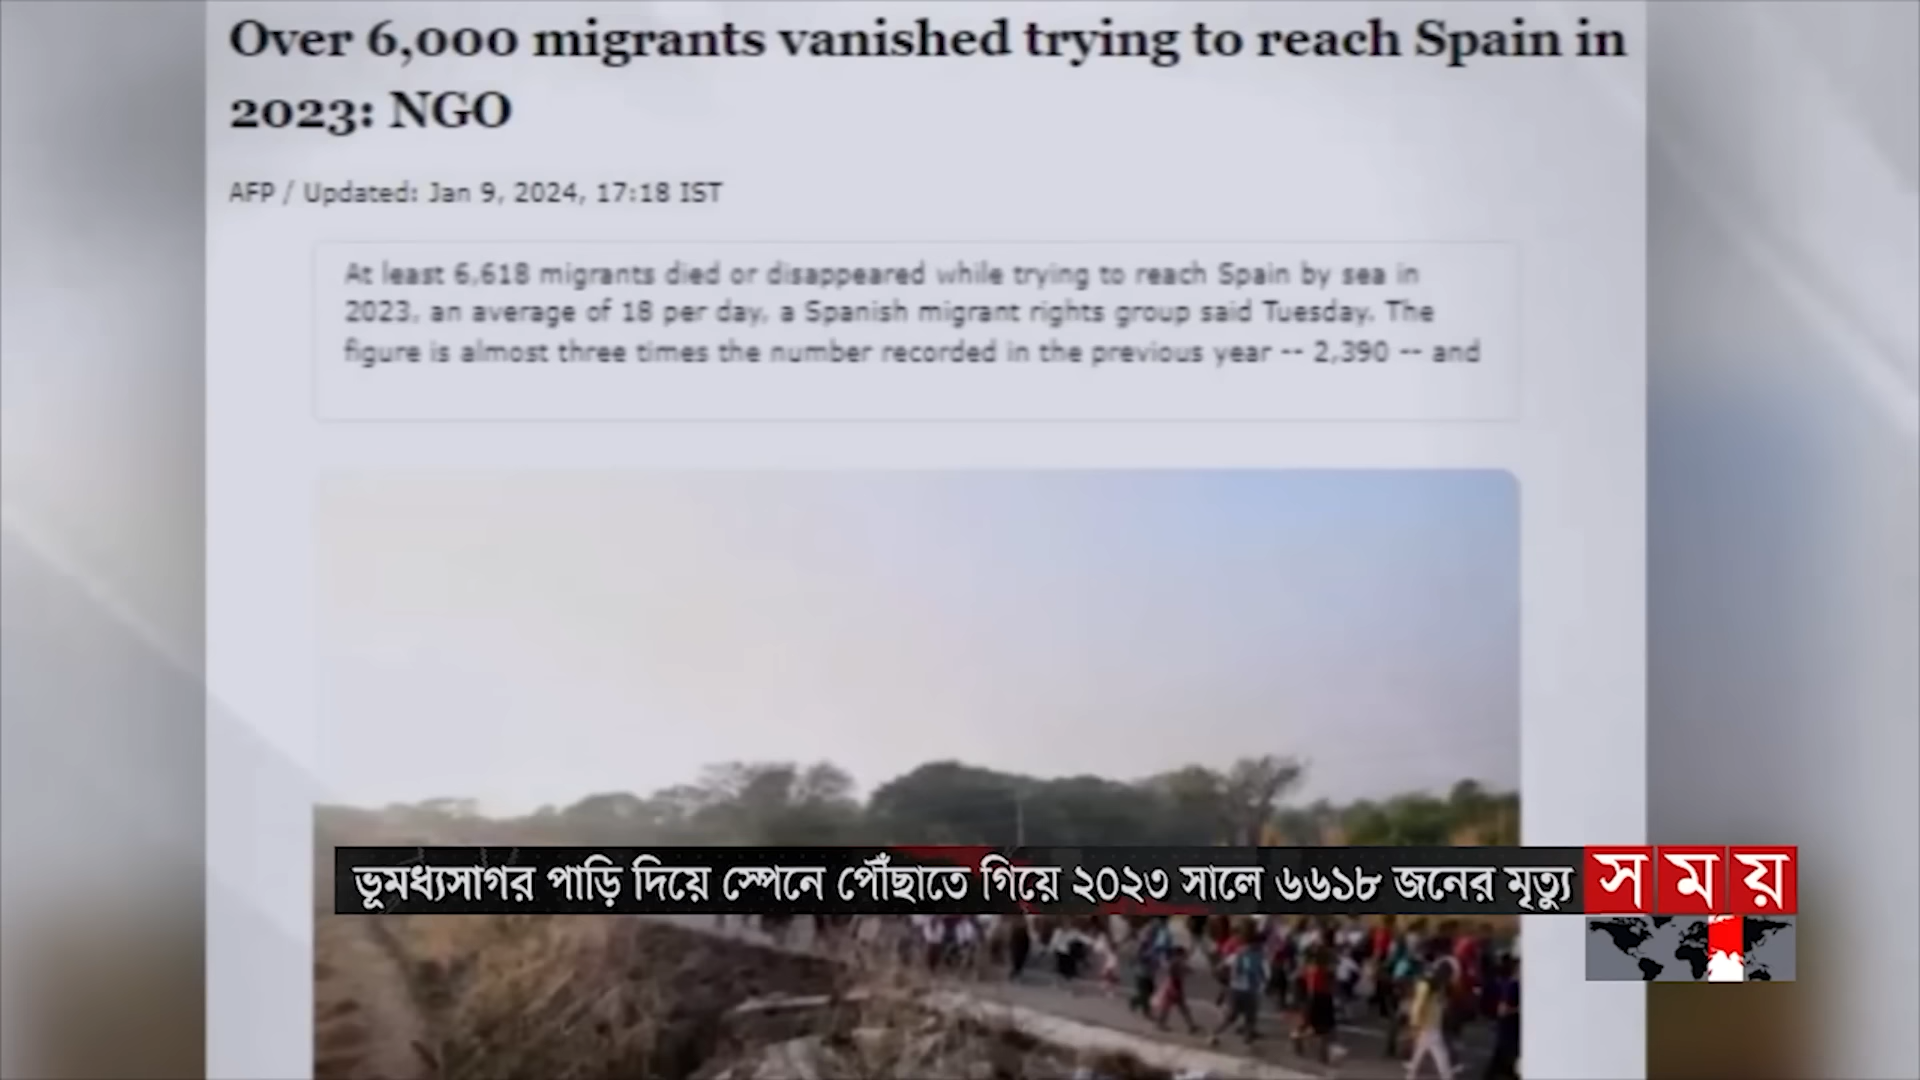 Over 6,000 migrants vanished trying to reach Spain in
2023: NGO
AFP / Updated: Jan 9, 2024, 17:18 IST
At least 6,618 migrants died or disappeared while trying to reach Spain by sea in
2023, an average of 18 per day, a Spanish migrant rights group said Tuesday. The
figure is almost three times the number recorded in the previous year -- 2,390 -- and
ভূমধ্যসাগর পাড়ি দিয়ে স্পেনে পৌঁছাতে গিয়ে ২০২৩ সালে ৬৬১৮ জনের মৃত্যু
সময়